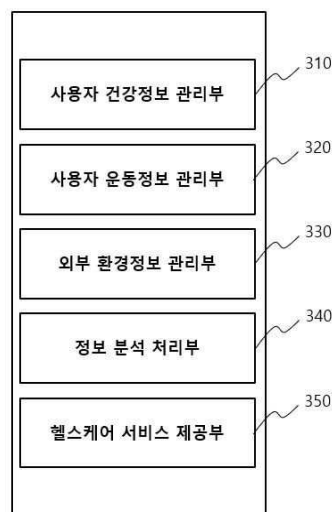 사용자 건강정보 관리부
310
사용자 운동정보 관리부
320
외부 환경정보 관리부
330
정보 분석 처리부
340
헬스케어 서비스 제공부
350